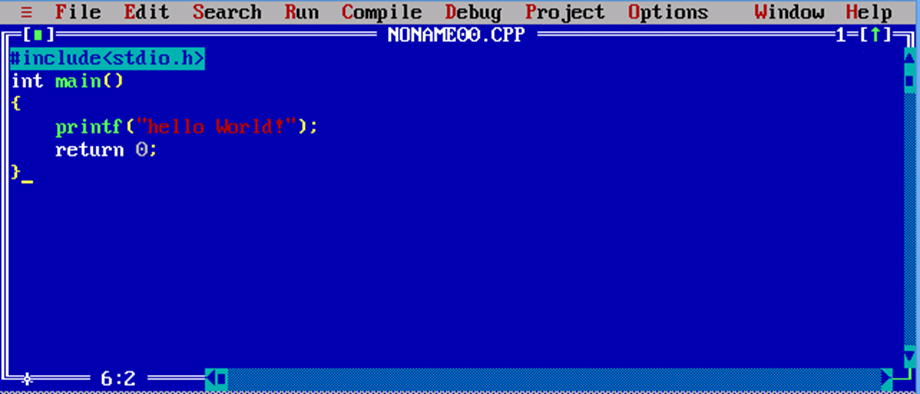 ≡ File Edit Search Run Compile Debug Project Options Window Help
[■] NONAME00.CPP 1=[↑]
#include<stdio.h>
int main()
{
    printf("hello World!");
    return 0;
}_
6:2